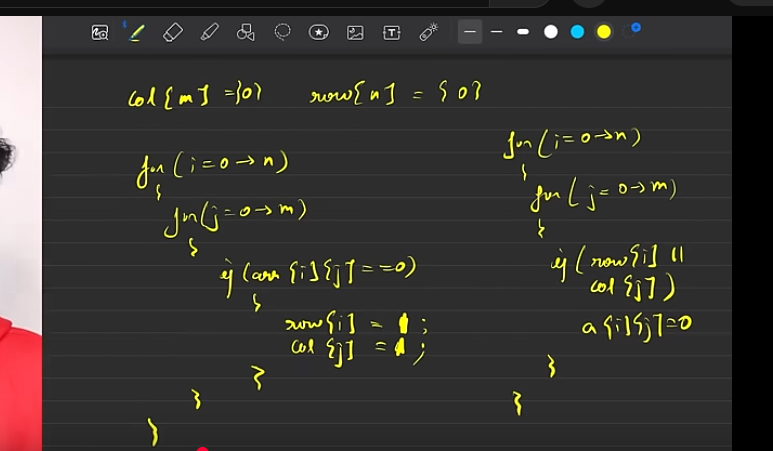 col[m] = {0} row[n] = {0}
for(i=0→n)
{
for(j=0→m)
{
if(arr[i][j]==0)
{
row[i] = 1;
col[j] = 1;
}
}
}
for(i=0→n)
{
for(j=0→m)
{
if(row[i] ||
col[j])
a[i][j]=0
}
}